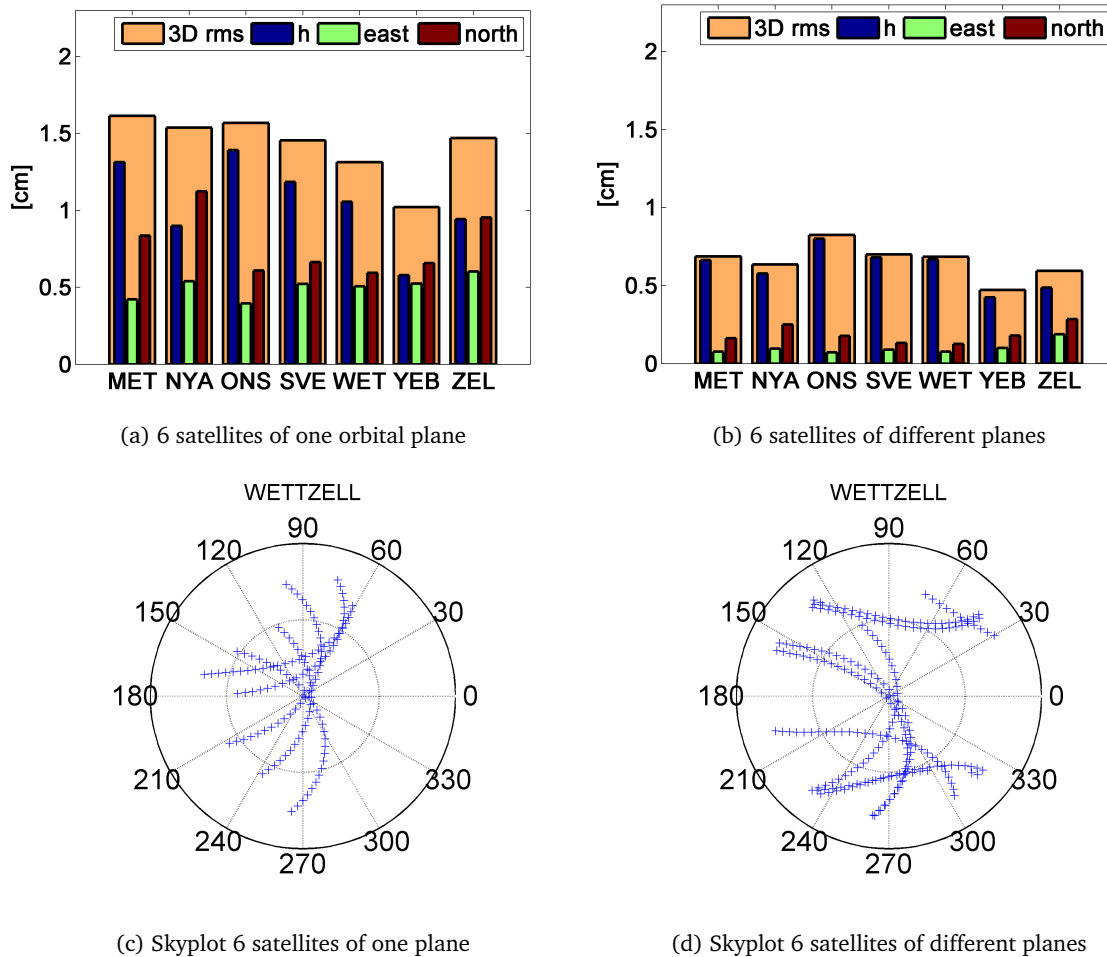 3D rms h east north
2
1.5
1
0.5
0
[cm]
MET NYA ONS SVE WET YEB ZEL
(a) 6 satellites of one orbital plane
3D rms h east north
2
1.5
1
0.5
0
[cm]
MET NYA ONS SVE WET YEB ZEL
(b) 6 satellites of different planes
WETTZELL
90
120 60
150 30
180 0
210 330
240 300
270
(c) Skyplot 6 satellites of one plane
WETTZELL
90
120 60
150 30
180 0
210 330
240 300
270
(d) Skyplot 6 satellites of different planes